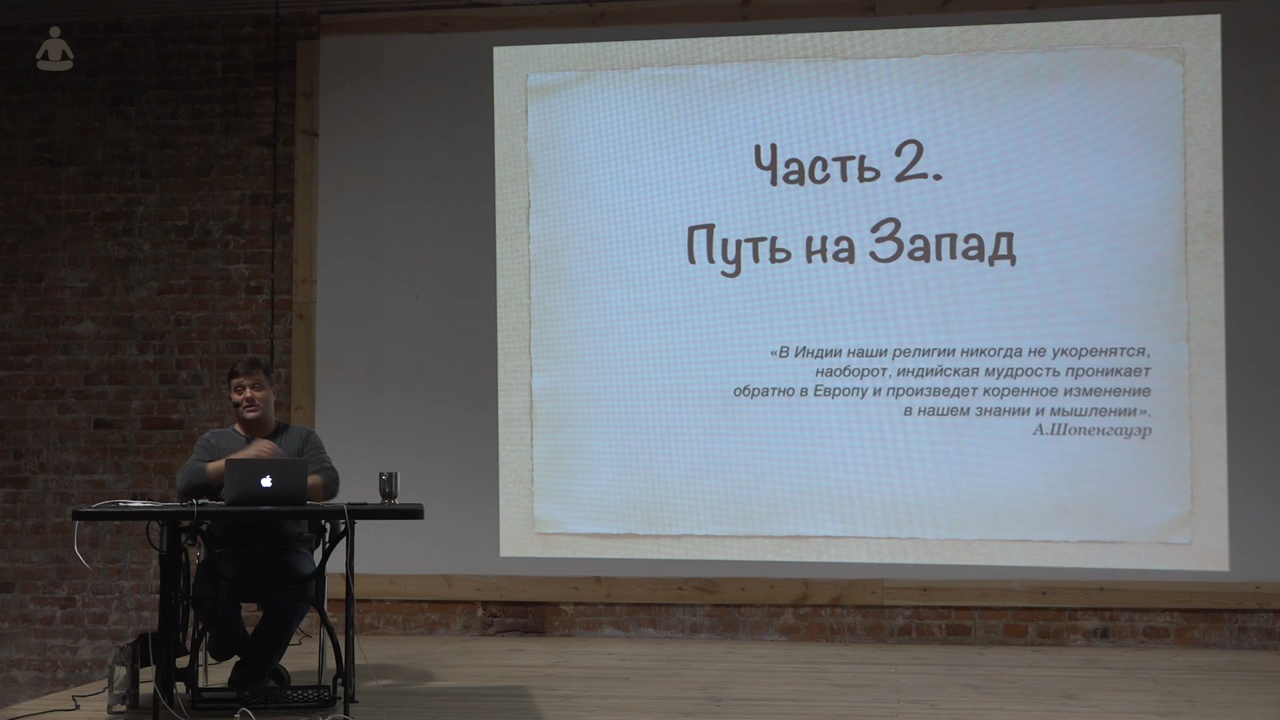 Часть 2.
Путь на Запад
«В Индии наши религии никогда не укоренятся,
наоборот, индийская мудрость проникает
обратно в Европу и произведет коренное изменение
в нашем знании и мышлении».
А.Шопенгауэр